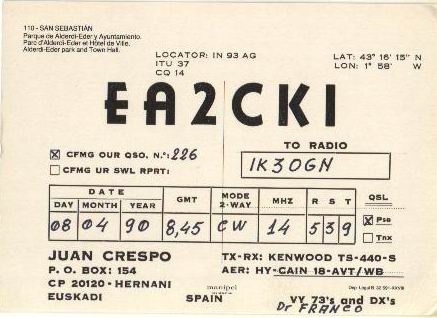 110 - SAN SEBASTIÁN
Parque de Alderdi-Eder y Ayuntamiento.
Parc d'Alderdi-Eder et Hôtel de Ville.
Alderdi-Eder park and Town Hall.
LOCATOR: IN 93 AG
ITU 37
CQ 14
LAT: 43° 16' 15" N
LON: 1° 58' W
EA2CKI
CFMG OUR QSO. N.°: 226
CFMG UR SWL RPRT:
TO RADIO
IK3OGN
DATE GMT MODE 2-WAY MHZ R S T QSL
DAY MONTH YEAR
08 04 90 8,45 CW 14 5 3 9
Pse
Tnx
JUAN CRESPO
P. O. BOX: 154
CP 20120 - HERNANI
EUSKADI SPAIN
TX-RX: KENWOOD TS-440-S
AER: HY-CAIN 18-AVT/WB
VY 73's and DX's
Dr FRANCO